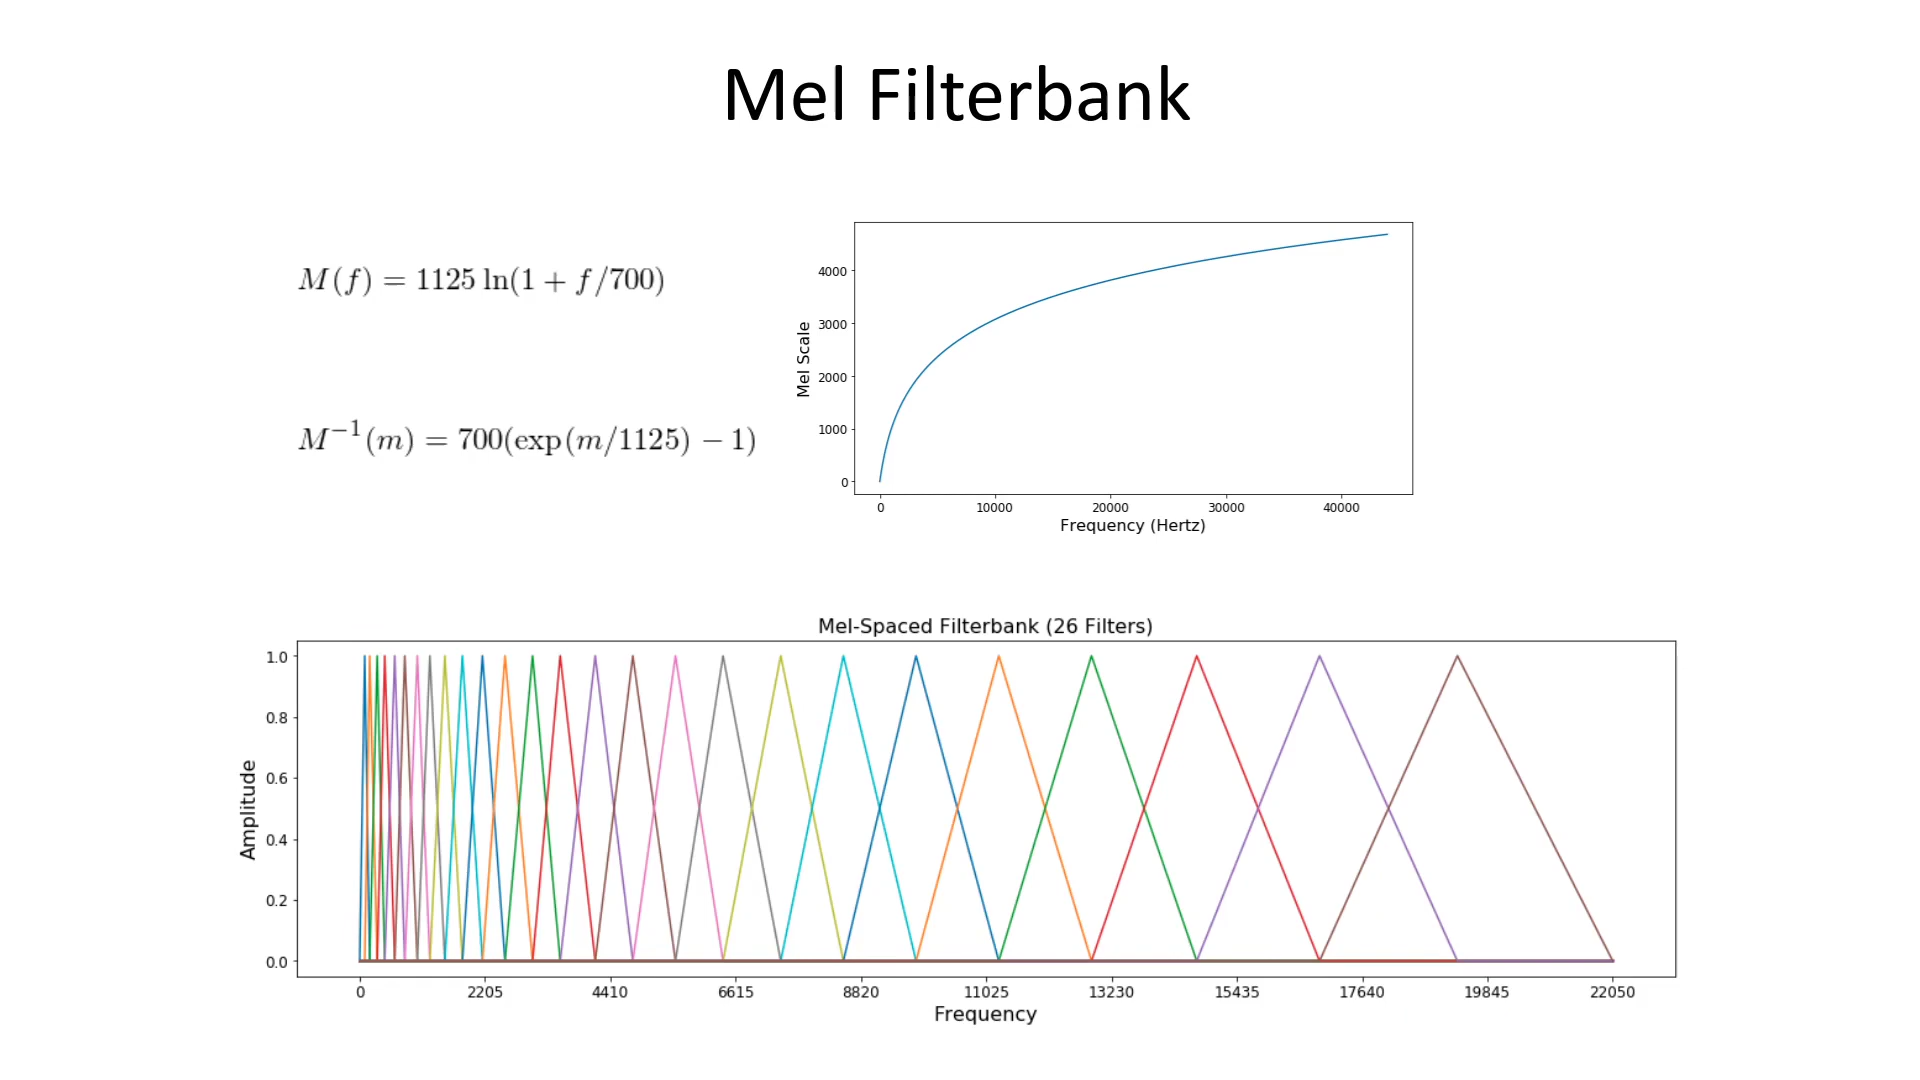 Mel Filterbank
M(f) = 1125 ln(1 + f/700)
M⁻¹(m) = 700(exp(m/1125) − 1)
Mel Scale
4000
3000
2000
1000
0
0 10000 20000 30000 40000
Frequency (Hertz)
Mel-Spaced Filterbank (26 Filters)
Amplitude
1.0
0.8
0.6
0.4
0.2
0.0
0 2205 4410 6615 8820 11025 13230 15435 17640 19845 22050
Frequency